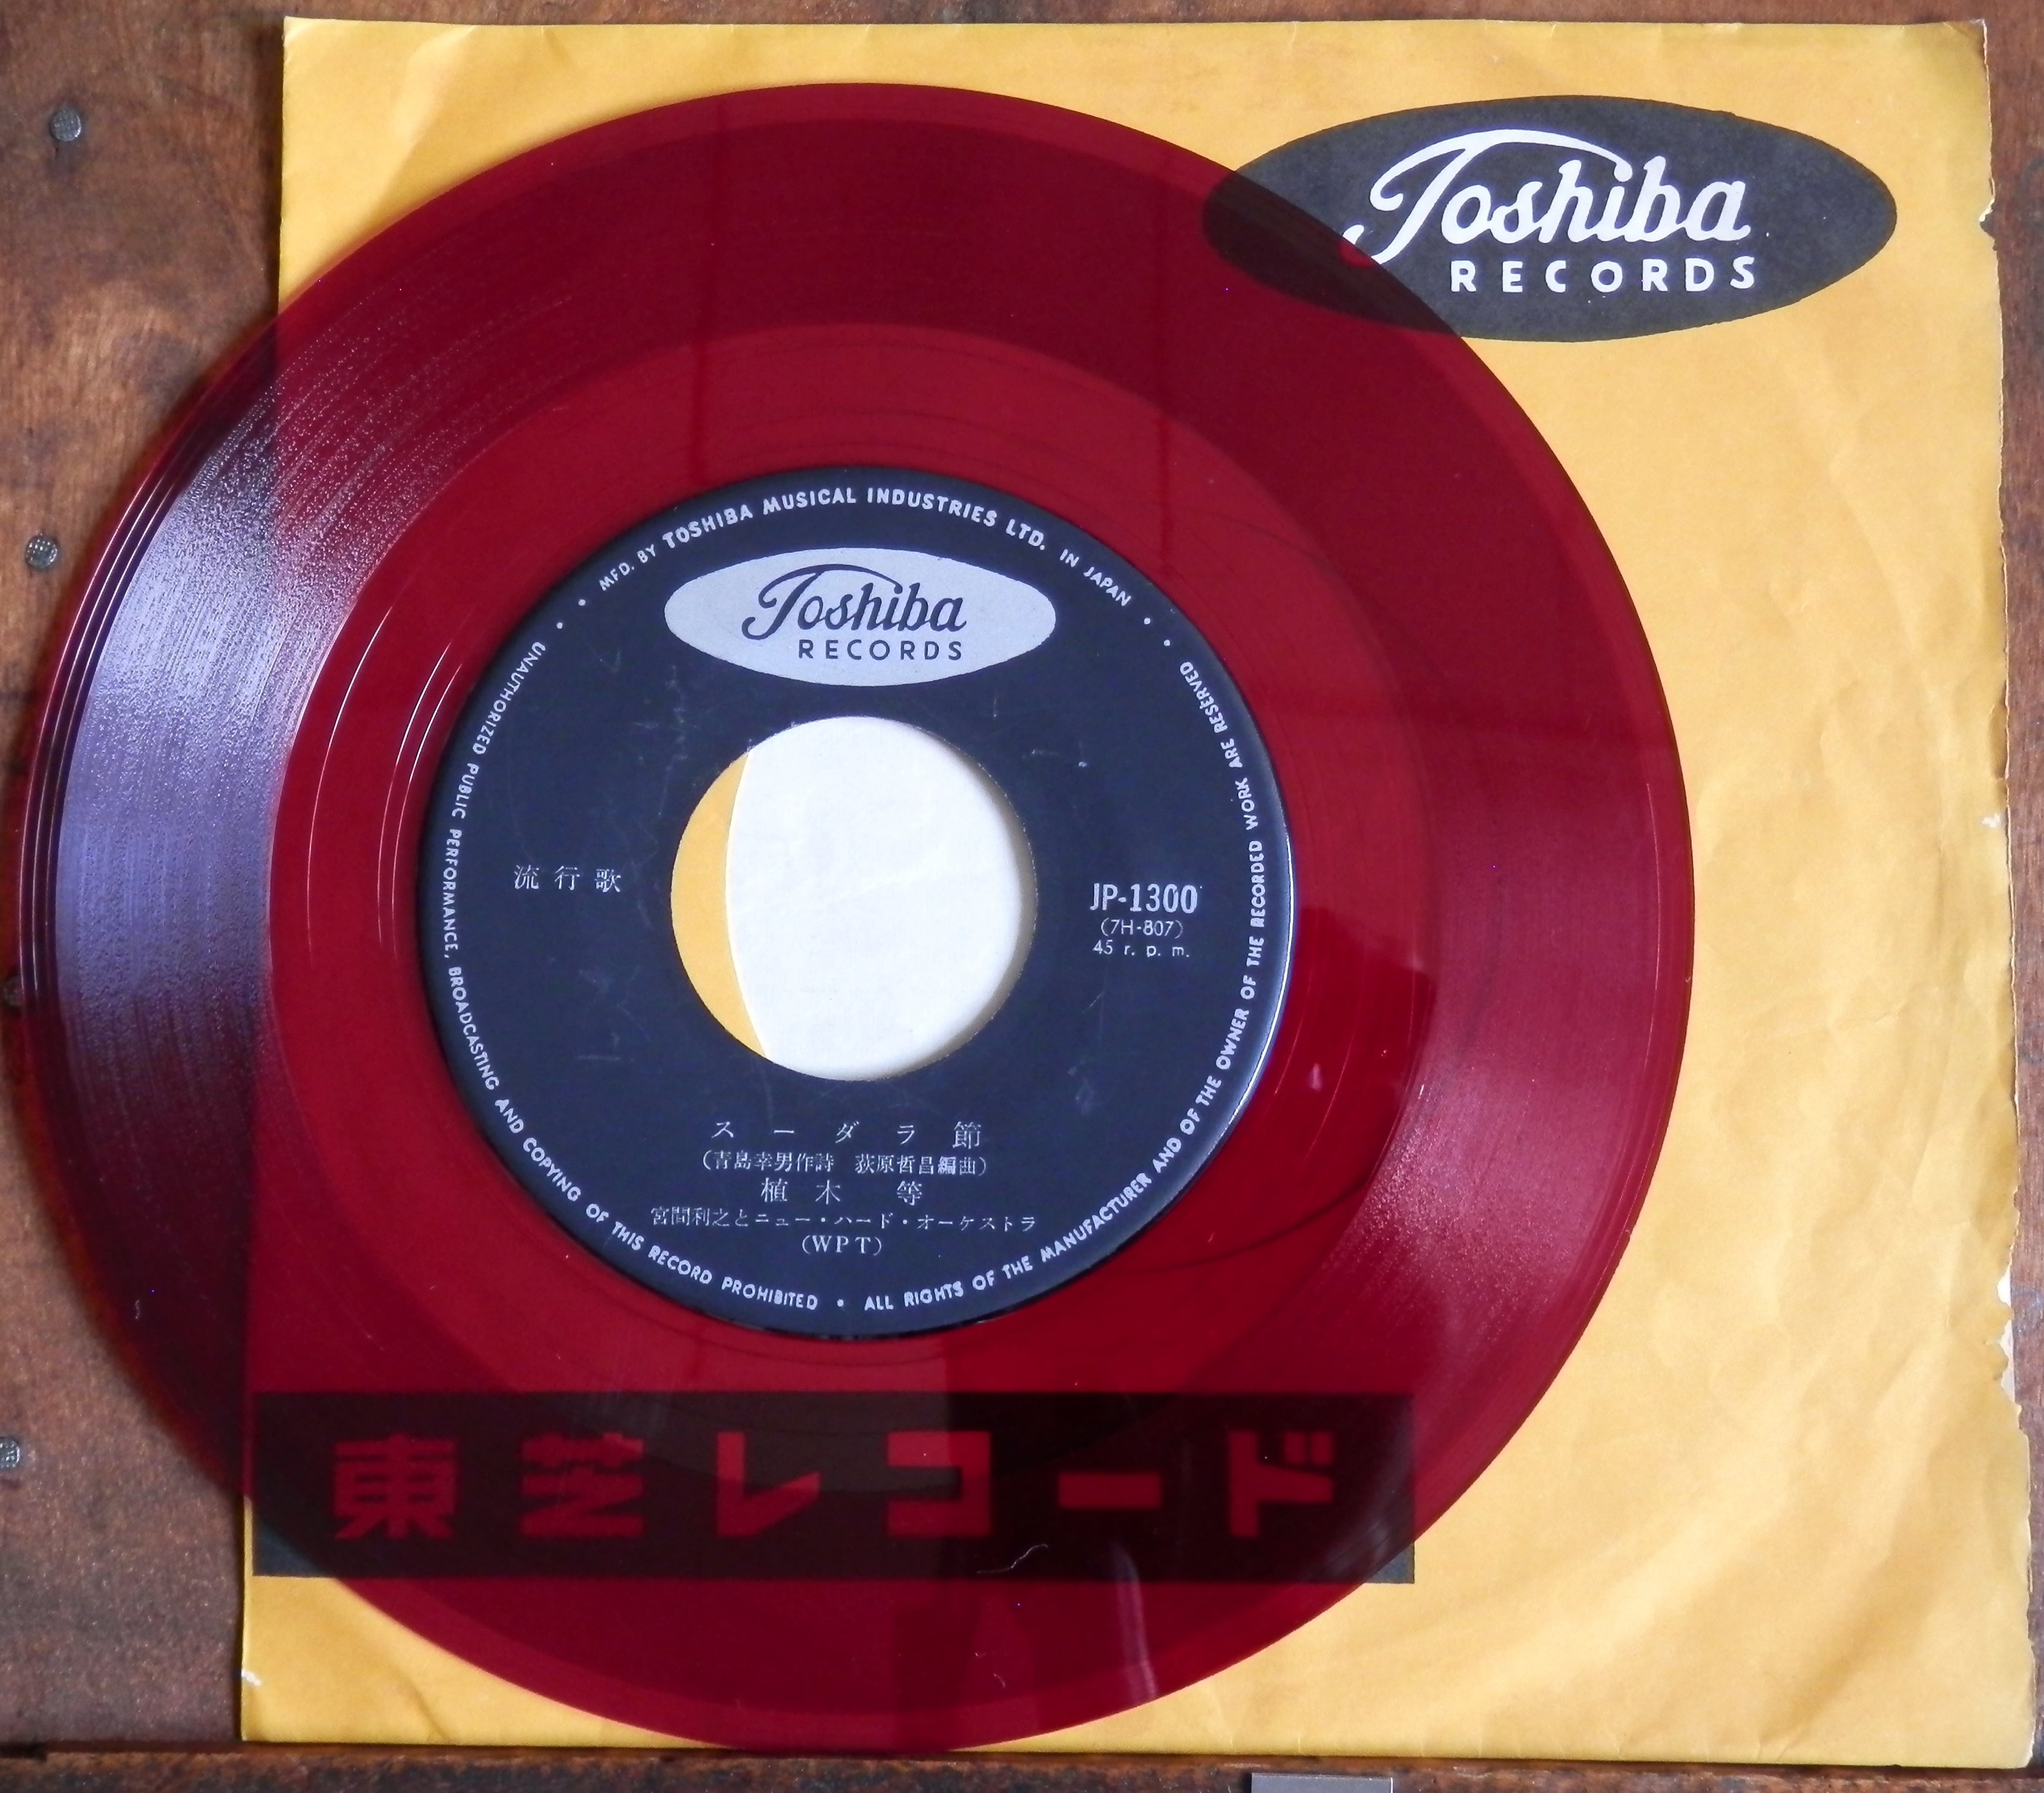 Toshiba
RECORDS
MFD. BY TOSHIBA MUSICAL INDUSTRIES LTD. IN JAPAN
Toshiba
RECORDS
流行歌
JP-1300
(7H-807)
45 r. p. m.
スーダラ節
(青島幸男作詩 萩原哲晶編曲)
植木 等
宮間利之とニュー・ハード・オーケストラ
(WPT)
UNAUTHORIZED PUBLIC PERFORMANCE, BROADCASTING AND COPYING OF THIS RECORD PROHIBITED • ALL RIGHTS OF THE MANUFACTURER AND OF THE OWNER OF THE RECORDED WORK ARE RESERVED
東芝レコード